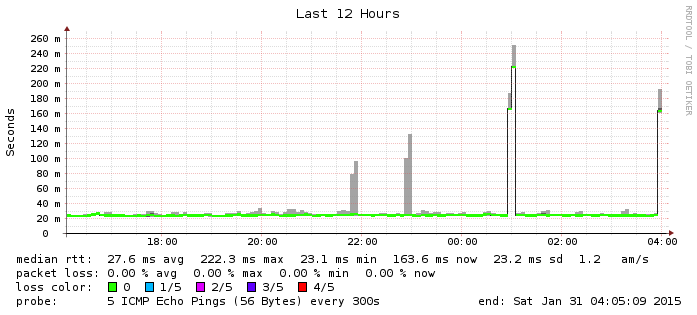 Last 12 Hours
RRDTOOL / TOBI OETIKER
Seconds
260 m
240 m
220 m
200 m
180 m
160 m
140 m
120 m
100 m
80 m
60 m
40 m
20 m
0
18:00 20:00 22:00 00:00 02:00 04:00
median rtt: 27.6 ms avg 222.3 ms max 23.1 ms min 163.6 ms now 23.2 ms sd 1.2 am/s
packet loss: 0.00 % avg 0.00 % max 0.00 % min 0.00 % now
loss color: 0 1/5 2/5 3/5 4/5
probe: 5 ICMP Echo Pings (56 Bytes) every 300s end: Sat Jan 31 04:05:09 2015